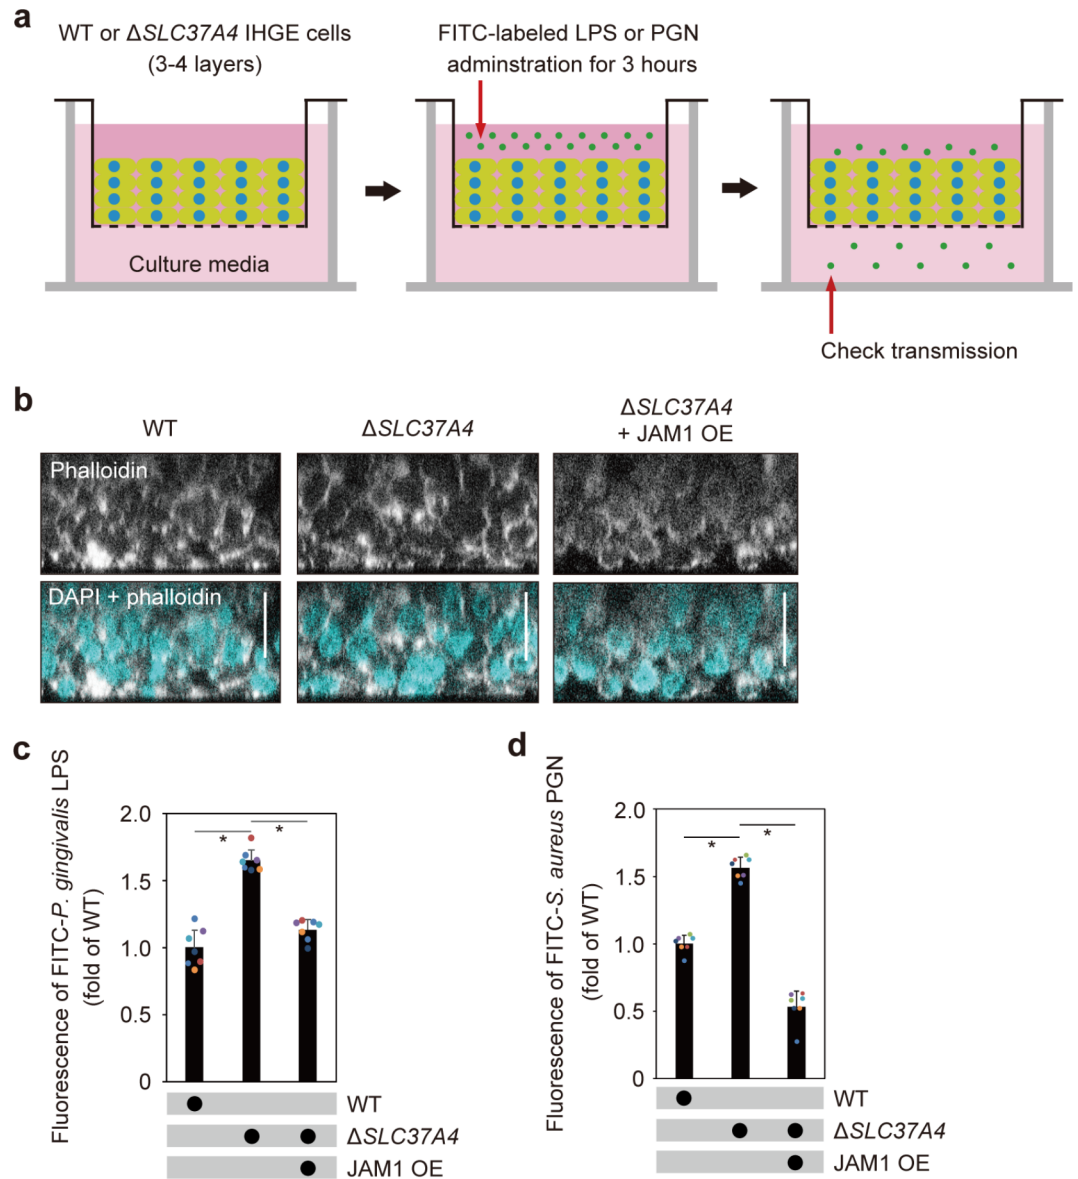 a
WT or ΔSLC37A4 IHGE cells
(3-4 layers)
FITC-labeled LPS or PGN
adminstration for 3 hours
Culture media
Check transmission
b
WT
ΔSLC37A4
ΔSLC37A4
+ JAM1 OE
Phalloidin
DAPI + phalloidin
c
Fluorescence of FITC-P. gingivalis LPS
(fold of WT)
2.0
1.5
1.0
0.5
0
*
*
WT
ΔSLC37A4
JAM1 OE
d
Fluorescence of FITC-S. aureus PGN
(fold of WT)
2.0
1.5
1.0
0.5
0
*
*
WT
ΔSLC37A4
JAM1 OE